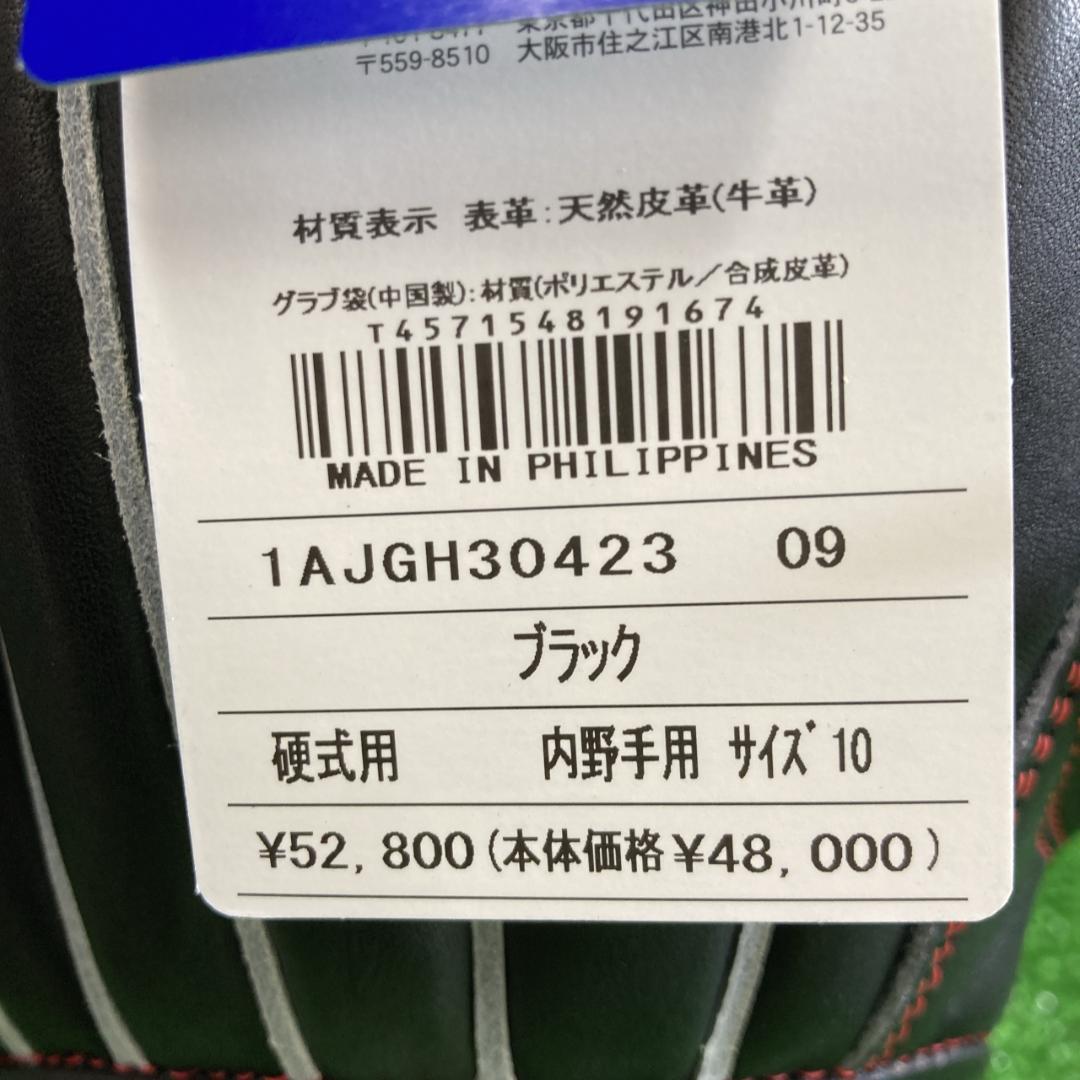 〒559-8510 大阪市住之江区南港北1-12-35
材質表示 表革:天然皮革(牛革)
グラブ袋(中国製):材質(ポリエステル/合成皮革)
T4571548191674
MADE IN PHILIPPINES
1AJGH30423 09
ブラック
硬式用 内野手用 サイズ10
¥52,800(本体価格¥48,000)